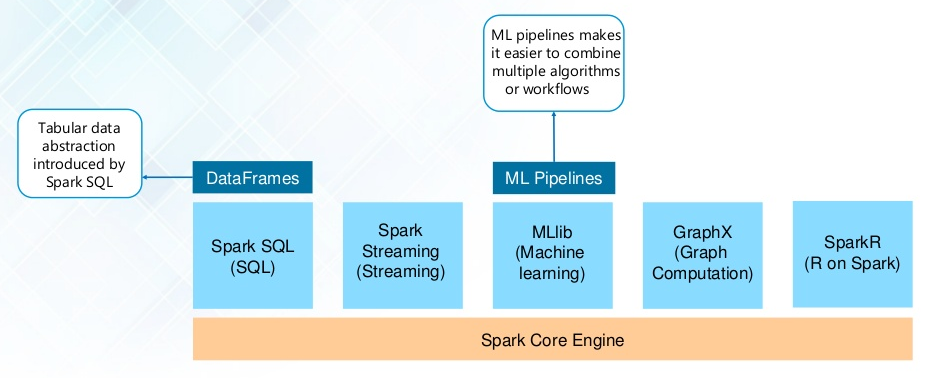 ML pipelines makes
it easier to combine
multiple algorithms
or workflows
Tabular data
abstraction
introduced by
Spark SQL
DataFrames
ML Pipelines
Spark SQL
(SQL)
Spark
Streaming
(Streaming)
MLlib
(Machine
learning)
GraphX
(Graph
Computation)
SparkR
(R on Spark)
Spark Core Engine